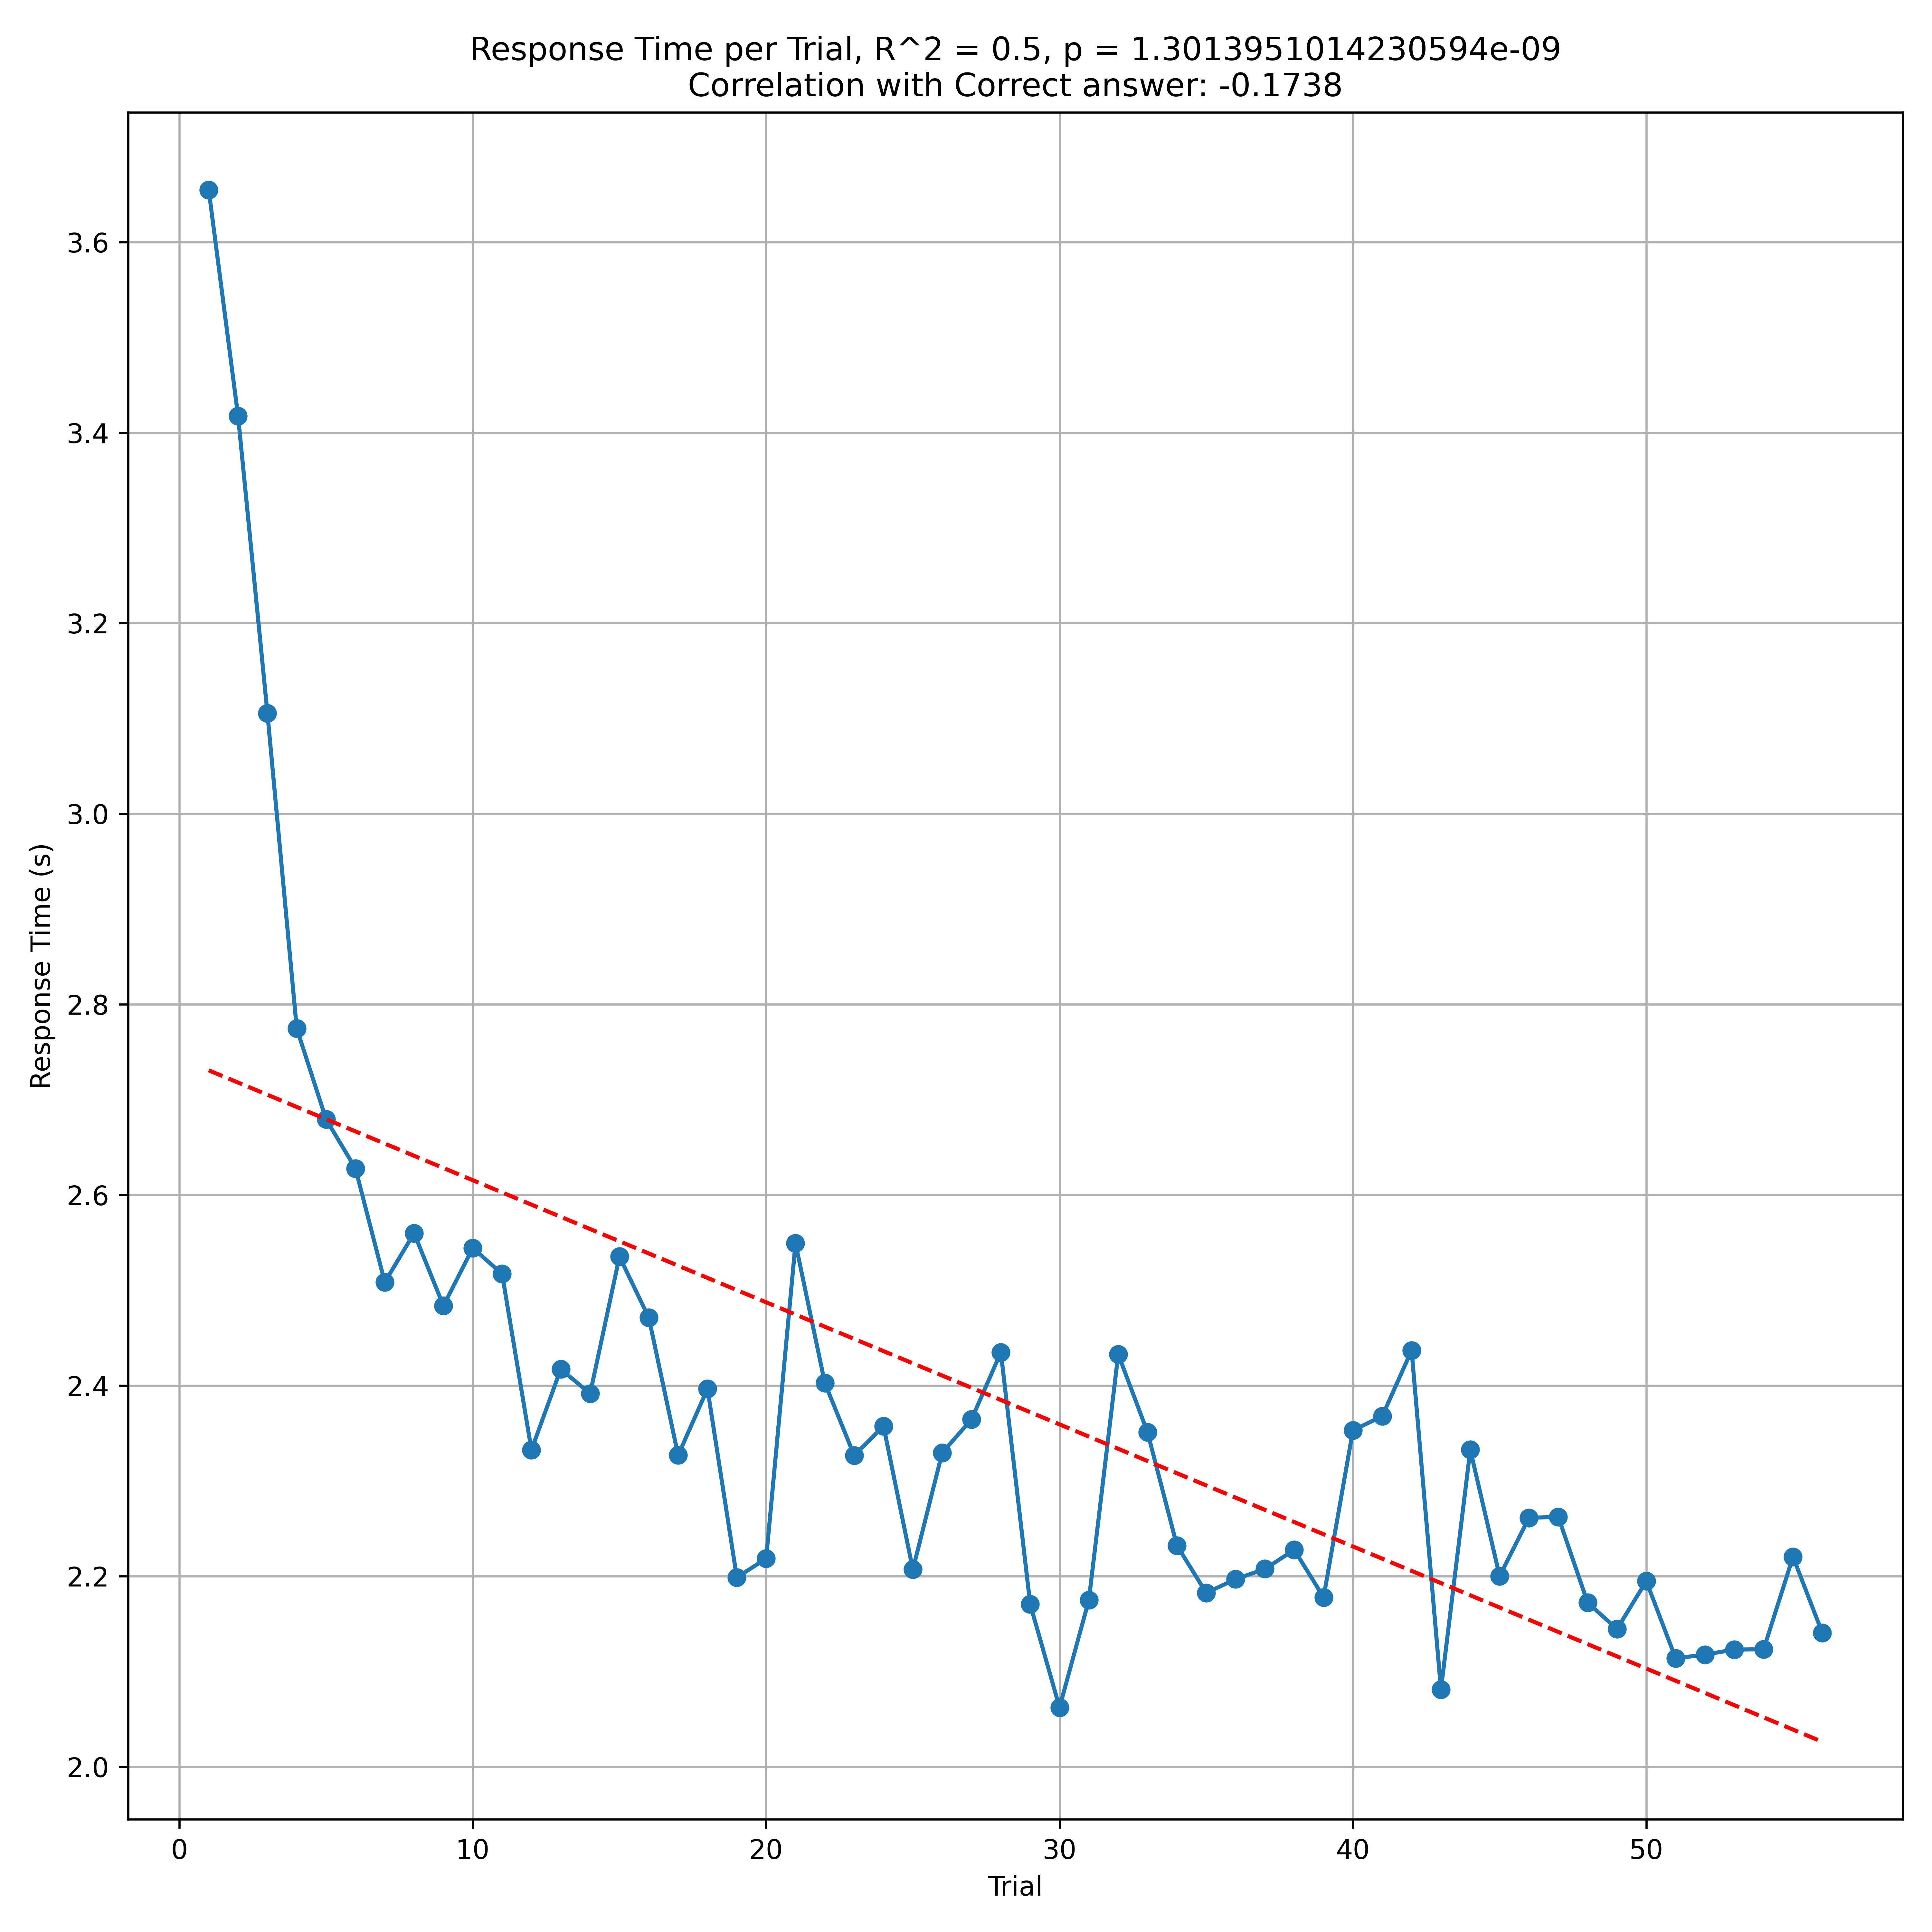 Response Time per Trial, R^2 = 0.5, p = 1.3013951014230594e-09
Correlation with Correct answer: -0.1738
3.6
3.4
3.2
3.0
2.8
2.6
2.4
2.2
2.0
Response Time (s)
0 10 20 30 40 50
Trial